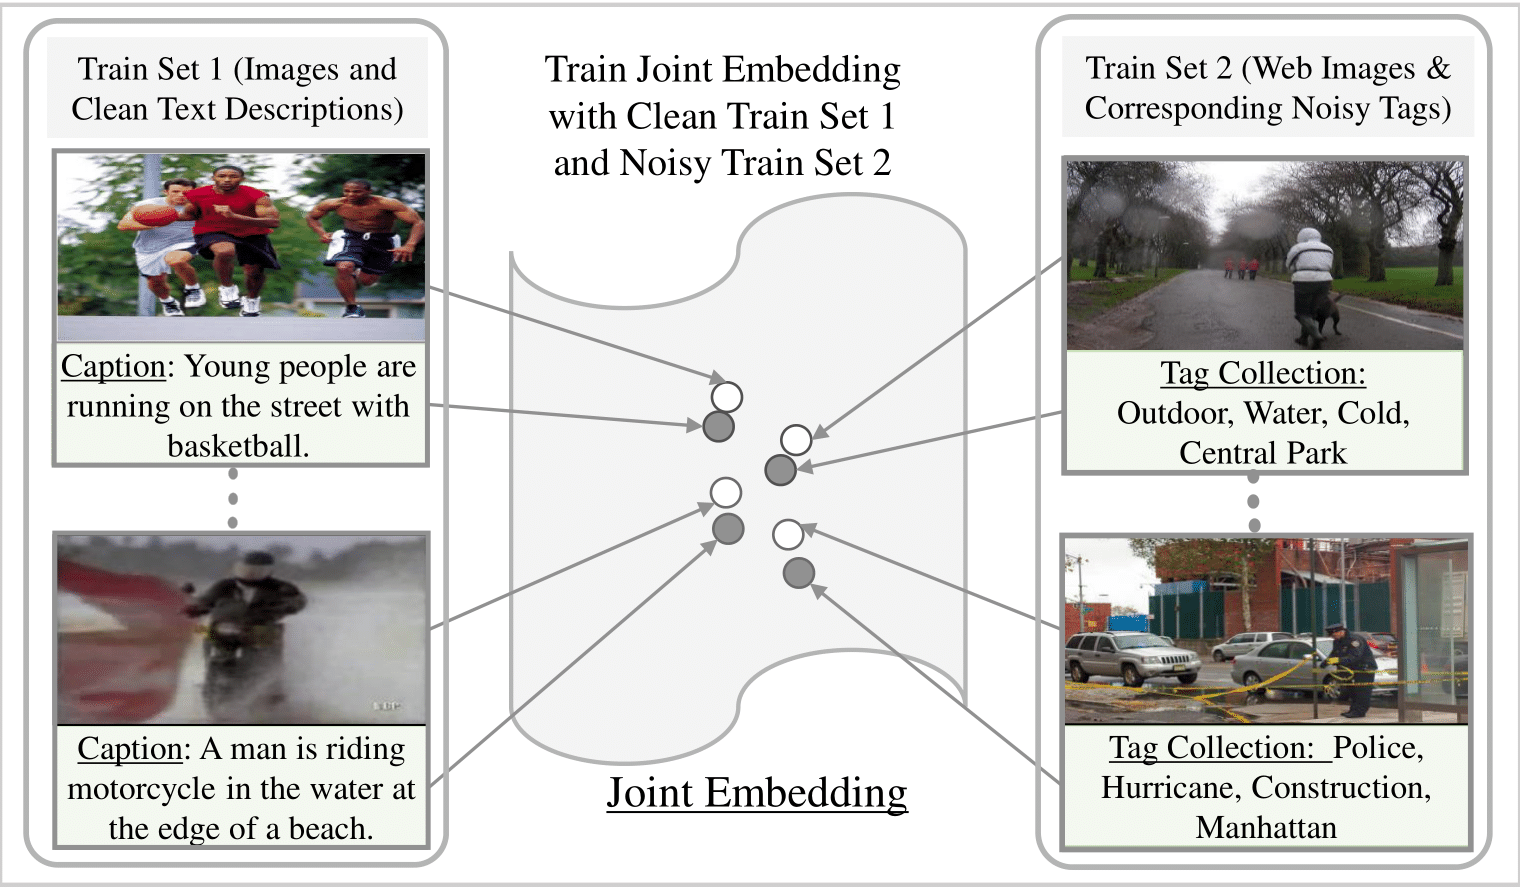 Train Set 1 (Images and
Clean Text Descriptions)
Caption: Young people are
running on the street with
basketball.
Caption: A man is riding
motorcycle in the water at
the edge of a beach.
Train Joint Embedding
with Clean Train Set 1
and Noisy Train Set 2
Joint Embedding
Train Set 2 (Web Images &
Corresponding Noisy Tags)
Tag Collection:
Outdoor, Water, Cold,
Central Park
Tag Collection: Police,
Hurricane, Construction,
Manhattan